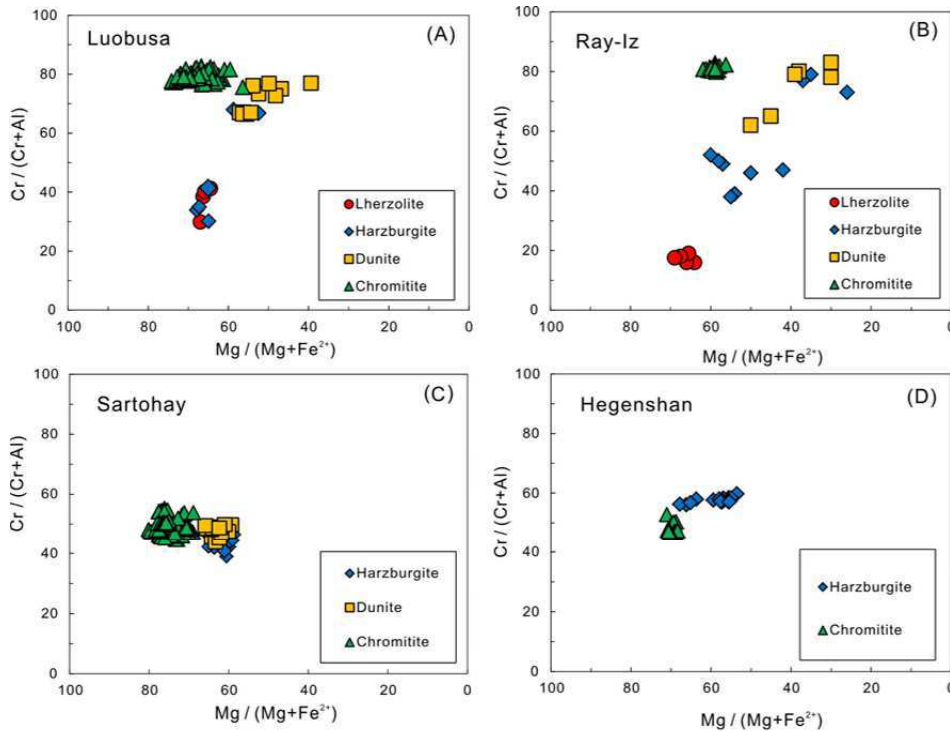 (A)
Luobusa
100
80
60
40
20
0
Cr / (Cr+Al)
Lherzolite
Harzburgite
Dunite
Chromitite
100 80 60 40 20 0
Mg / (Mg+Fe²⁺)
(B)
Ray-Iz
100
80
60
40
20
0
Cr / (Cr+Al)
Lherzolite
Harzburgite
Dunite
Chromitite
100 80 60 40 20 0
Mg / (Mg+Fe²⁺)
(C)
Sartohay
100
80
60
40
20
0
Cr / (Cr+Al)
Harzburgite
Dunite
Chromitite
100 80 60 40 20 0
Mg / (Mg+Fe²⁺)
(D)
Hegenshan
100
80
60
40
20
0
Cr / (Cr+Al)
Harzburgite
Chromitite
100 80 60 40 20 0
Mg / (Mg+Fe²⁺)